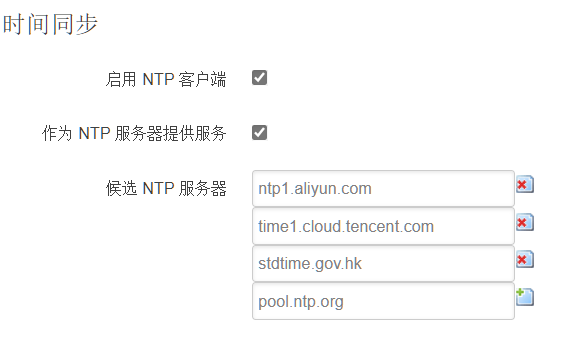 时间同步
启用 NTP 客户端
作为 NTP 服务器提供服务
候选 NTP 服务器
ntp1.aliyun.com
time1.cloud.tencent.com
stdtime.gov.hk
pool.ntp.org